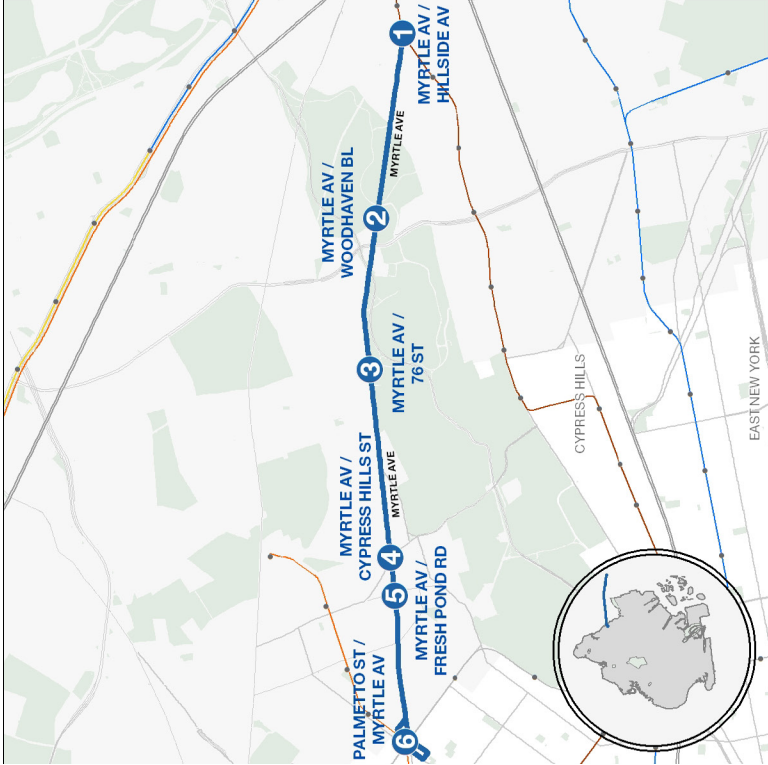 1
MYRTLE AV /
HILLSIDE AV
MYRTLE AVE
2
MYRTLE AV /
WOODHAVEN BL
3
MYRTLE AV /
76 ST
CYPRESS HILLS
EAST NEW YORK
MYRTLE AV /
CYPRESS HILLS ST
MYRTLE AVE
4
5
MYRTLE AV /
FRESH POND RD
PALMETTO ST /
MYRTLE AV
6